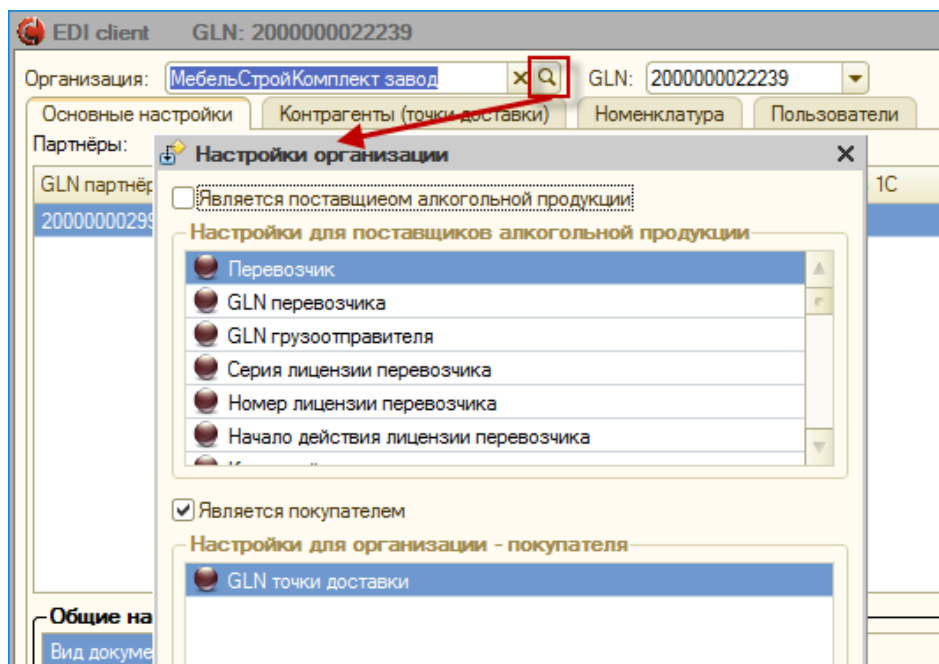 EDI client GLN: 2000000022239
Организация: МебельСтройКомплект завод GLN: 2000000022239
Основные настройки Контрагенты (точки доставки) Номенклатура Пользователи
Партнёры:
Настройки организации
GLN 1С
Является поставщиеом алкогольной продукции
Настройки для поставщиков алкогольной продукции
Перевозчик
GLN перевозчика
GLN грузоотправителя
Серия лицензии перевозчика
Номер лицензии перевозчика
Начало действия лицензии перевозчика
Является покупателем
Настройки для организации - покупателя
GLN точки доставки
Общие
Вид